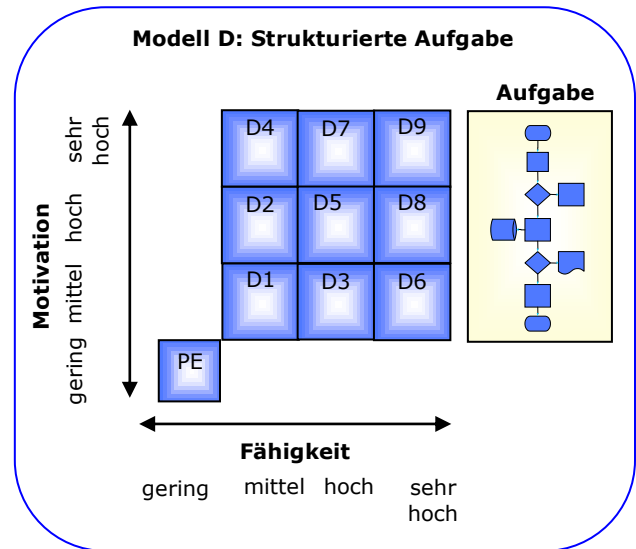 Modell D: Strukturierte Aufgabe
Aufgabe
Motivation
sehr
hoch
hoch
mittel
gering
D4 D7 D9
D2 D5 D8
D1 D3 D6
PE
Fähigkeit
gering mittel hoch sehr
hoch